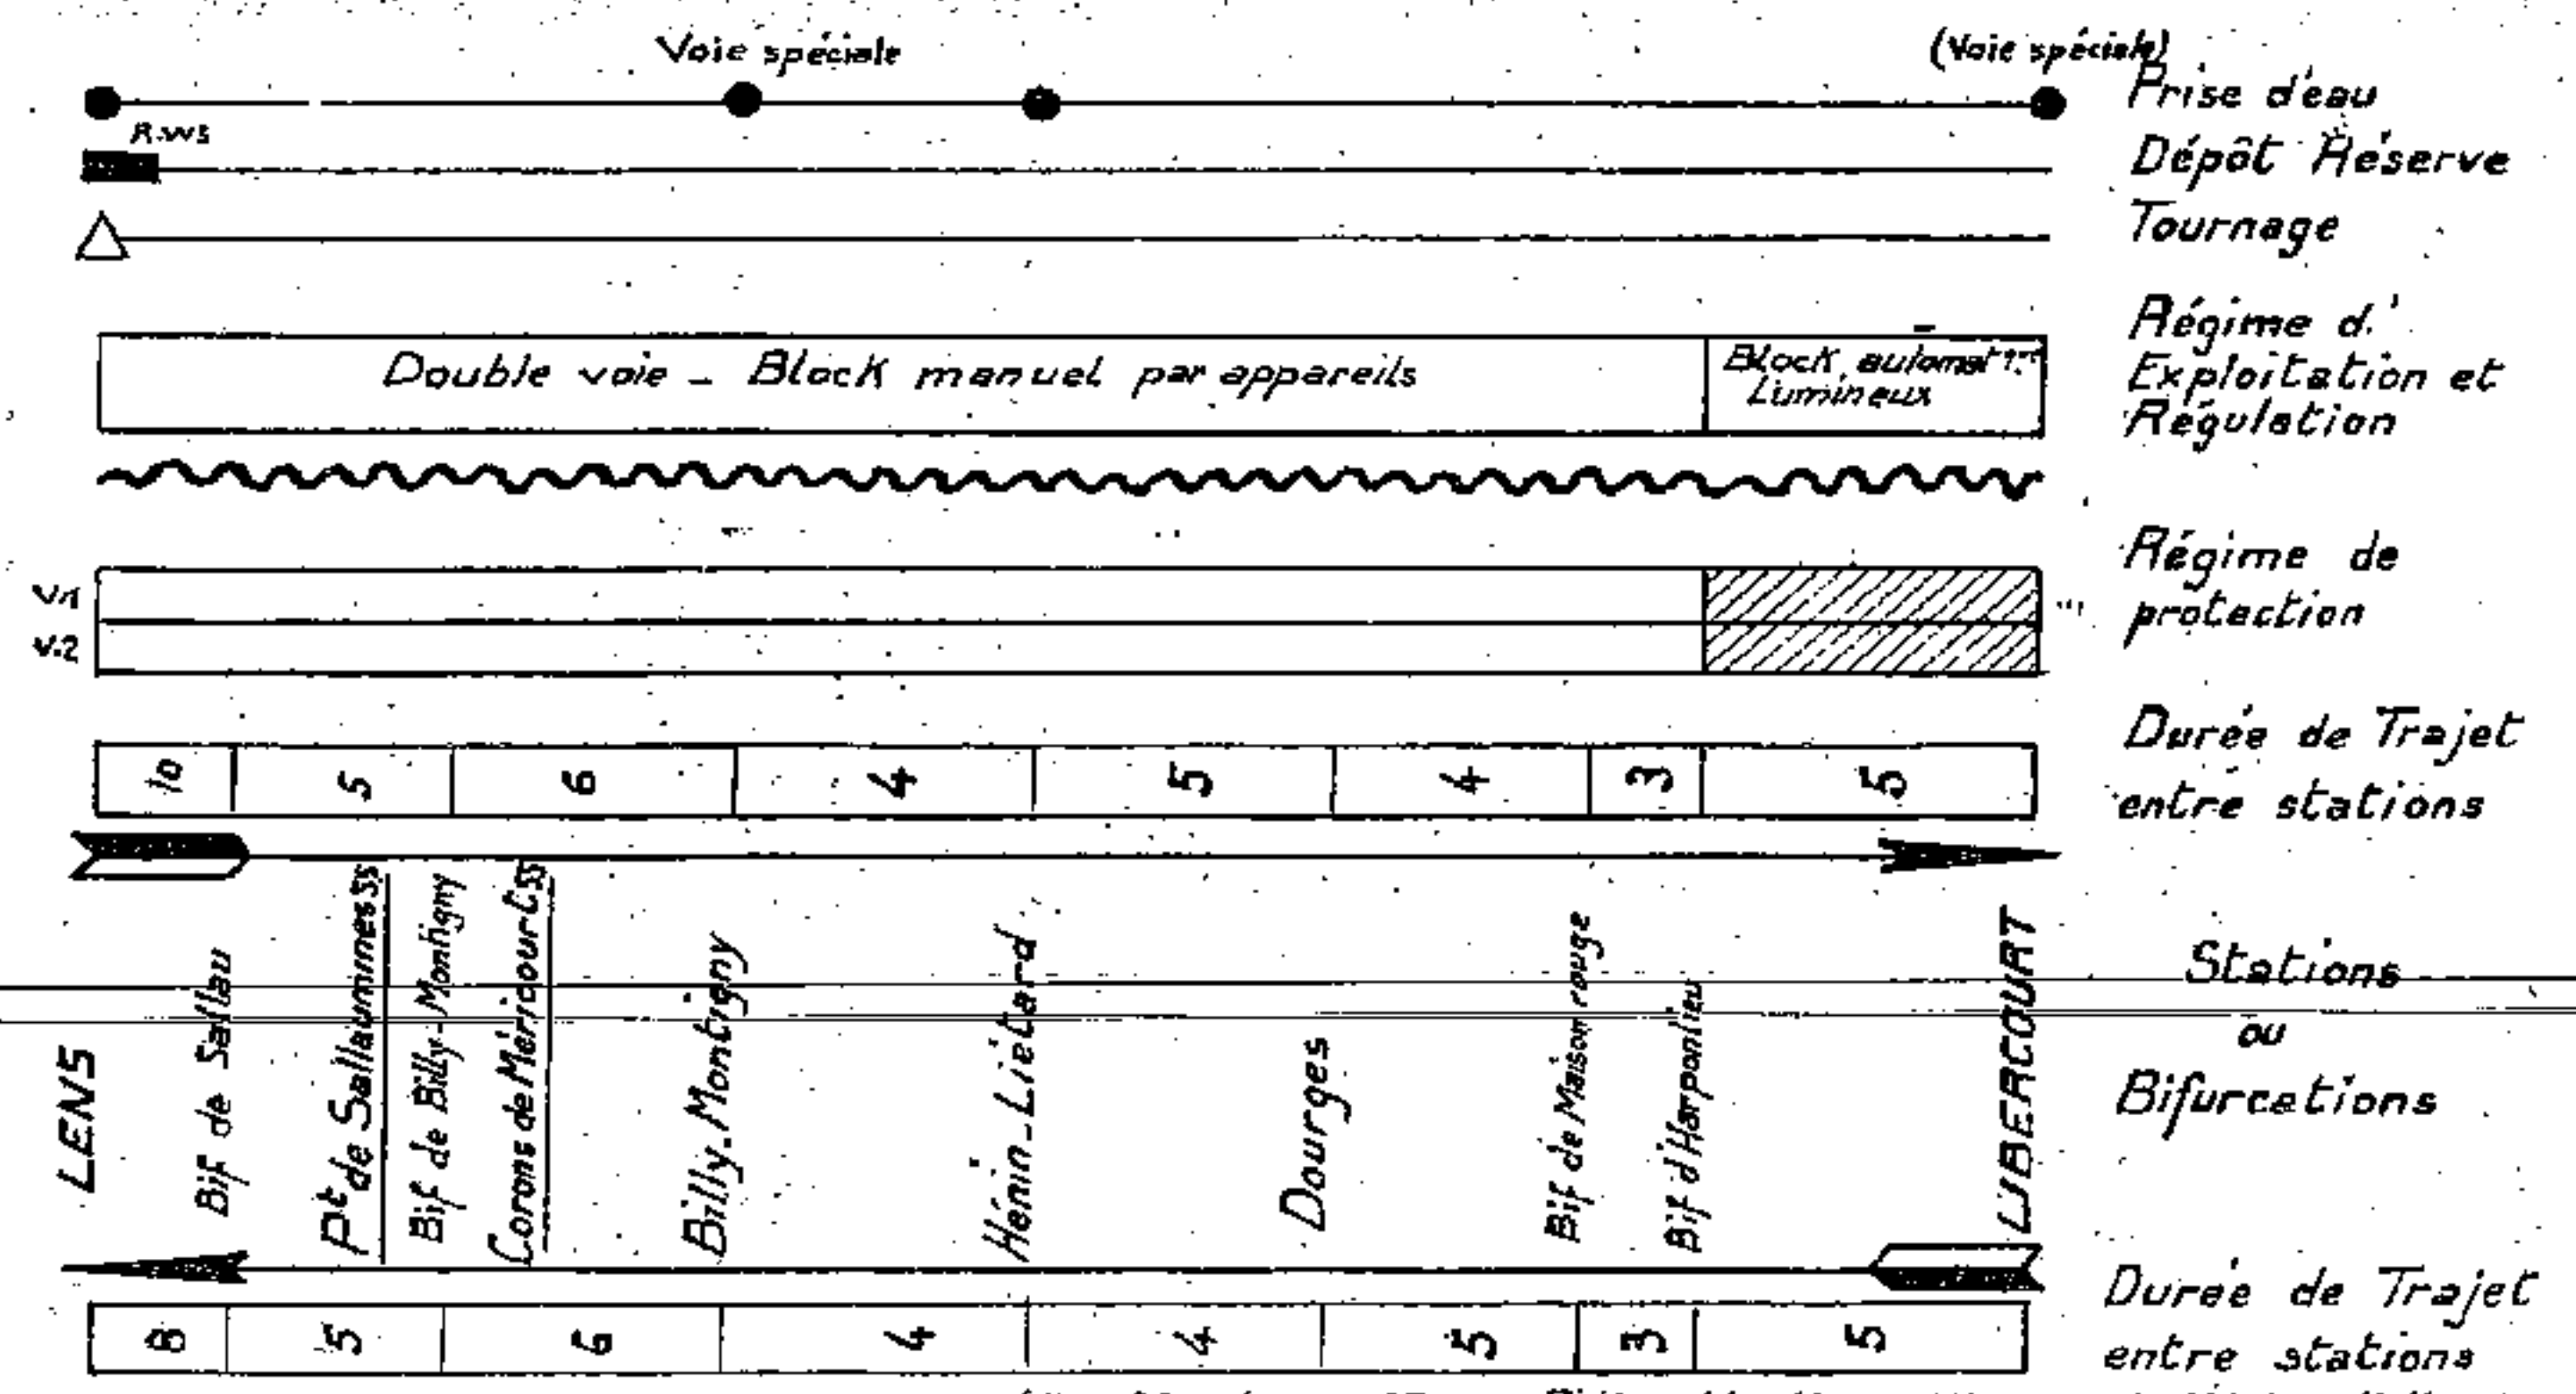 Voie spéciale
(Voie spéciale)
Prise d'eau
R.WS
Dépôt Réserve
Tournage
Régime d'
Exploitation et
Régulation
Double voie - Block manuel par appareils
Block automat
Lumineux
Régime de
protection
V1
V.2
Durée de Trajet
entre stations
10 5 6 4 5 4 3 5
Stations
ou
Bifurcations
LENS
Bif de Sallau
Pt de Sallaumines SS
Bif de Billy-Montigny
Corons de Méricourt SS
Billy-Montigny
Hénin-Liétard
Dourges
Bif de Maison rouge
Bif d'Harponlieu
LIBERCOURT
Durée de Trajet
entre stations
8 5 6 4 4 5 3 5